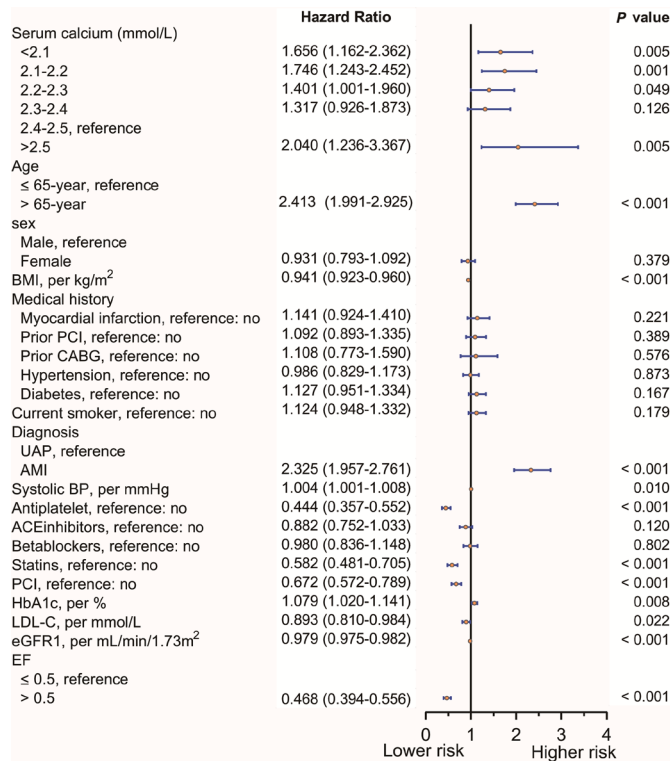 Hazard Ratio P value
Serum calcium (mmol/L)
<2.1 1.656 (1.162-2.362) 0.005
2.1-2.2 1.746 (1.243-2.452) 0.001
2.2-2.3 1.401 (1.001-1.960) 0.049
2.3-2.4 1.317 (0.926-1.873) 0.126
2.4-2.5, reference
>2.5 2.040 (1.236-3.367) 0.005
Age
≤ 65-year, reference
> 65-year 2.413 (1.991-2.925) < 0.001
sex
Male, reference
Female 0.931 (0.793-1.092) 0.379
BMI, per kg/m² 0.941 (0.923-0.960) < 0.001
Medical history
Myocardial infarction, reference: no 1.141 (0.924-1.410) 0.221
Prior PCI, reference: no 1.092 (0.893-1.335) 0.389
Prior CABG, reference: no 1.108 (0.773-1.590) 0.576
Hypertension, reference: no 0.986 (0.829-1.173) 0.873
Diabetes, reference: no 1.127 (0.951-1.334) 0.167
Current smoker, reference: no 1.124 (0.948-1.332) 0.179
Diagnosis
UAP, reference
AMI 2.325 (1.957-2.761) < 0.001
Systolic BP, per mmHg 1.004 (1.001-1.008) 0.010
Antiplatelet, reference: no 0.444 (0.357-0.552) < 0.001
ACEinhibitors, reference: no 0.882 (0.752-1.033) 0.120
Betablockers, reference: no 0.980 (0.836-1.148) 0.802
Statins, reference: no 0.582 (0.481-0.705) < 0.001
PCI, reference: no 0.672 (0.572-0.789) < 0.001
HbA1c, per % 1.079 (1.020-1.141) 0.008
LDL-C, per mmol/L 0.893 (0.810-0.984) 0.022
eGFR1, per mL/min/1.73m² 0.979 (0.975-0.982) < 0.001
EF
≤ 0.5, reference
> 0.5 0.468 (0.394-0.556) < 0.001
0 1 2 3 4
Lower risk Higher risk